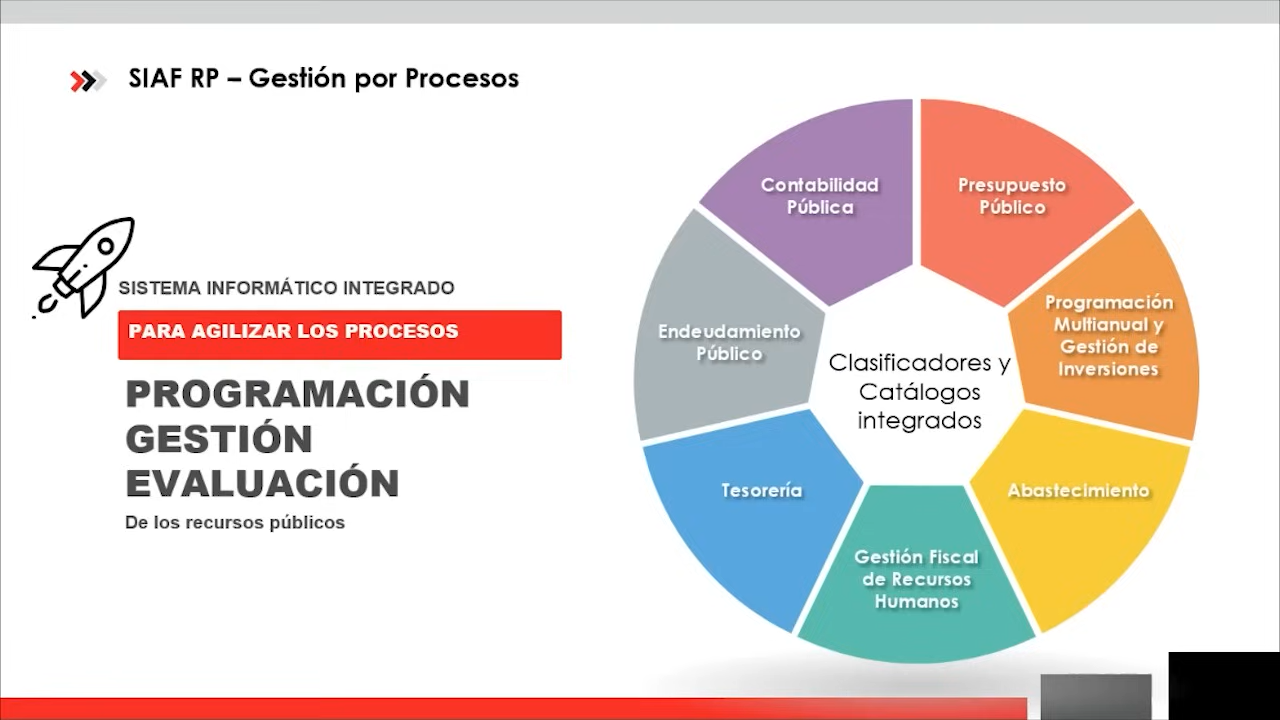 SIAF RP – Gestión por Procesos
SISTEMA INFORMÁTICO INTEGRADO
PARA AGILIZAR LOS PROCESOS
PROGRAMACIÓN
GESTIÓN
EVALUACIÓN
De los recursos públicos
Contabilidad
Pública
Presupuesto
Público
Programación
Multianual y
Gestión de
Inversiones
Abastecimiento
Gestión Fiscal
de Recursos
Humanos
Tesorería
Endeudamiento
Público
Clasificadores y
Catálogos
integrados